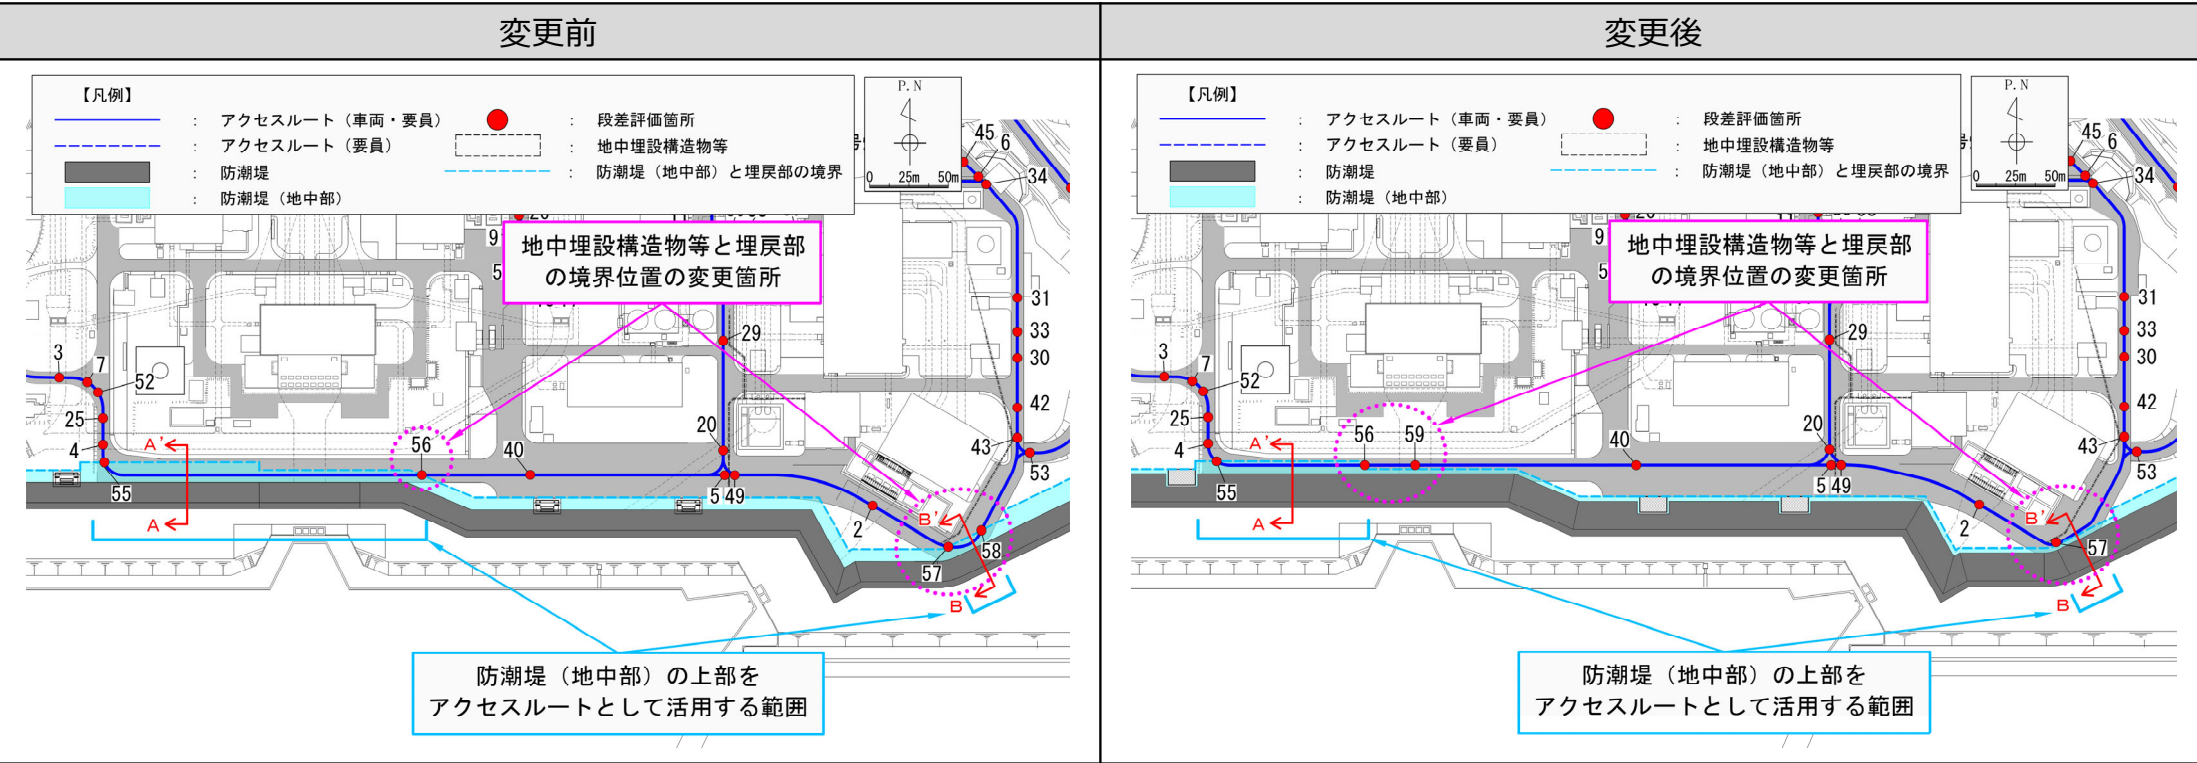 変更前
変更後
【凡例】
: アクセスルート（車両・要員）
: アクセスルート（要員）
: 防潮堤
: 防潮堤（地中部）
: 段差評価箇所
: 地中埋設構造物等
: 防潮堤（地中部）と埋戻部の境界
P.N
0 25m 50m
45
6
34
9
5
地中埋設構造物等と埋戻部
の境界位置の変更箇所
31
33
30
29
3
7
52
25
4
55
A'
A
56
40
20
5
49
42
43
53
2
B'
58
57
B
防潮堤（地中部）の上部を
アクセスルートとして活用する範囲
【凡例】
: アクセスルート（車両・要員）
: アクセスルート（要員）
: 防潮堤
: 防潮堤（地中部）
: 段差評価箇所
: 地中埋設構造物等
: 防潮堤（地中部）と埋戻部の境界
P.N
0 25m 50m
45
6
34
9
5
地中埋設構造物等と埋戻部
の境界位置の変更箇所
31
33
30
29
3
7
52
25
4
55
A'
A
56
59
40
20
5
49
42
43
53
2
B'
57
B
防潮堤（地中部）の上部を
アクセスルートとして活用する範囲